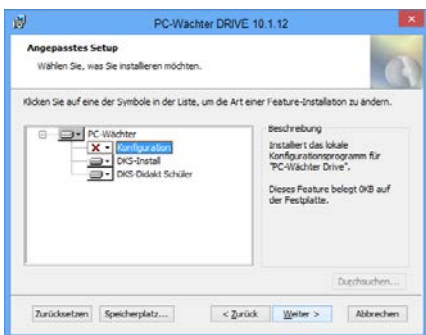 PC-Wächter DRIVE 10.1.12
Angepasstes Setup
Wählen Sie, was Sie installieren möchten.
Klicken Sie auf eine der Symbole in der Liste, um die Art einer Feature-Installation zu ändern.
PC-Wächter
Konfiguration
DKS-Install
DKS-Didakt Schüler
Beschreibung
Installiert das lokale
Konfigurationsprogramm für
"PC-Wächter Drive".
Dieses Feature belegt 0KB auf
der Festplatte.
Durchsuchen...
Zurücksetzen
Speicherplatz...
< Zurück
Weiter >
Abbrechen